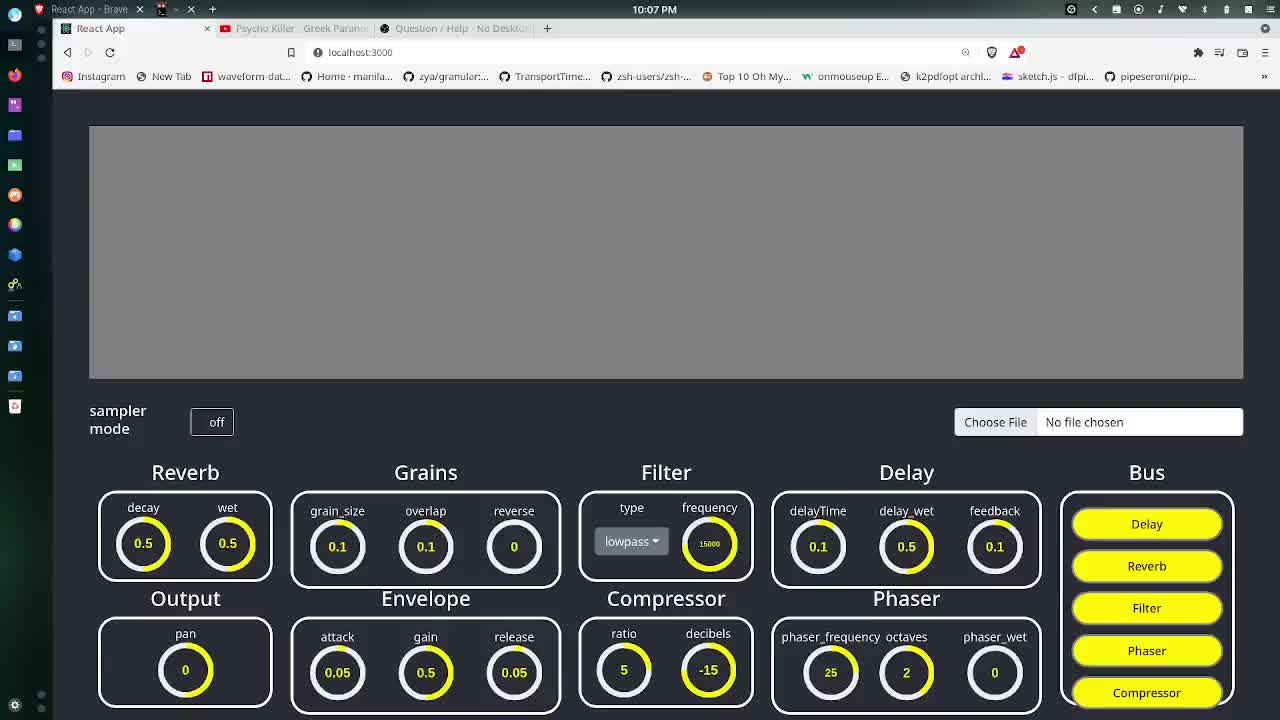 React App - Brave
~
10:07 PM
React App
Psycho Killer
Greek Parano
Question / Help - No Deskto
localhost:3000
Instagram
New Tab
waveform-dat...
Home · manila...
zya/granular:...
TransportTime...
zsh-users/zsh-...
Top 10 Oh My...
onmouseup E...
k2pdfopt archl...
sketch.js – dfpi...
pipeseroni/pip...
»
sampler
mode
off
Choose File
No file chosen
Reverb
Grains
Filter
Delay
Bus
decay
wet
grain_size
overlap
reverse
type
frequency
delayTime
delay_wet
feedback
0.5
0.5
0.1
0.1
0
lowpass
15000
0.1
0.5
0.1
Delay
Reverb
Filter
Phaser
Compressor
Output
Envelope
Compressor
Phaser
pan
attack
gain
release
ratio
decibels
phaser_frequency
octaves
phaser_wet
0
0.05
0.5
0.05
5
-15
25
2
0